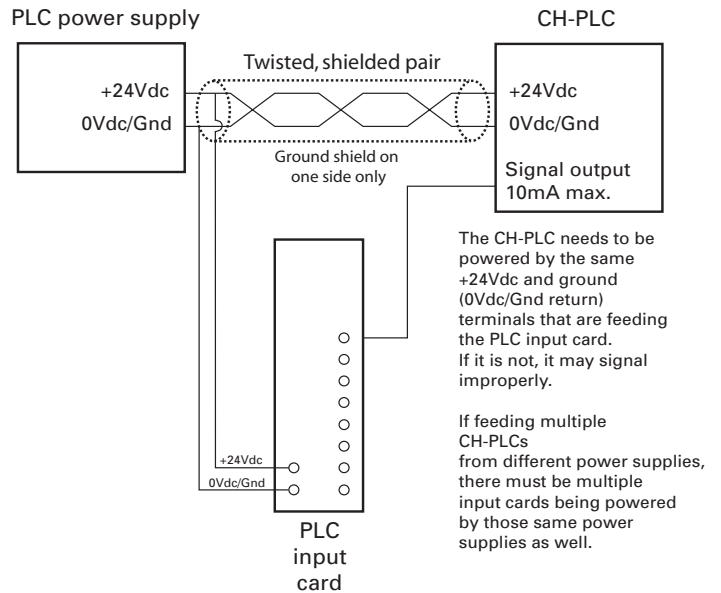 PLC power supply
CH-PLC
Twisted, shielded pair
+24Vdc
0Vdc/Gnd
+24Vdc
0Vdc/Gnd
Ground shield on
one side only
Signal output
10mA max.
The CH-PLC needs to be
powered by the same
+24Vdc and ground
(0Vdc/Gnd return)
terminals that are feeding
the PLC input card.
If it is not, it may signal
improperly.
If feeding multiple
CH-PLCs
from different power supplies,
there must be multiple
input cards being powered
by those same power
supplies as well.
+24Vdc
0Vdc/Gnd
PLC
input
card